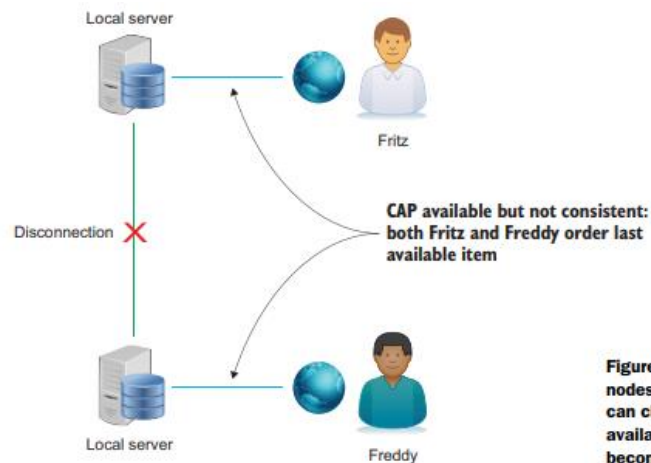 Local server
Fritz
Disconnection
CAP available but not consistent:
both Fritz and Freddy order last
available item
Local server
Freddy
Figure
nodes
can c
availa
becon